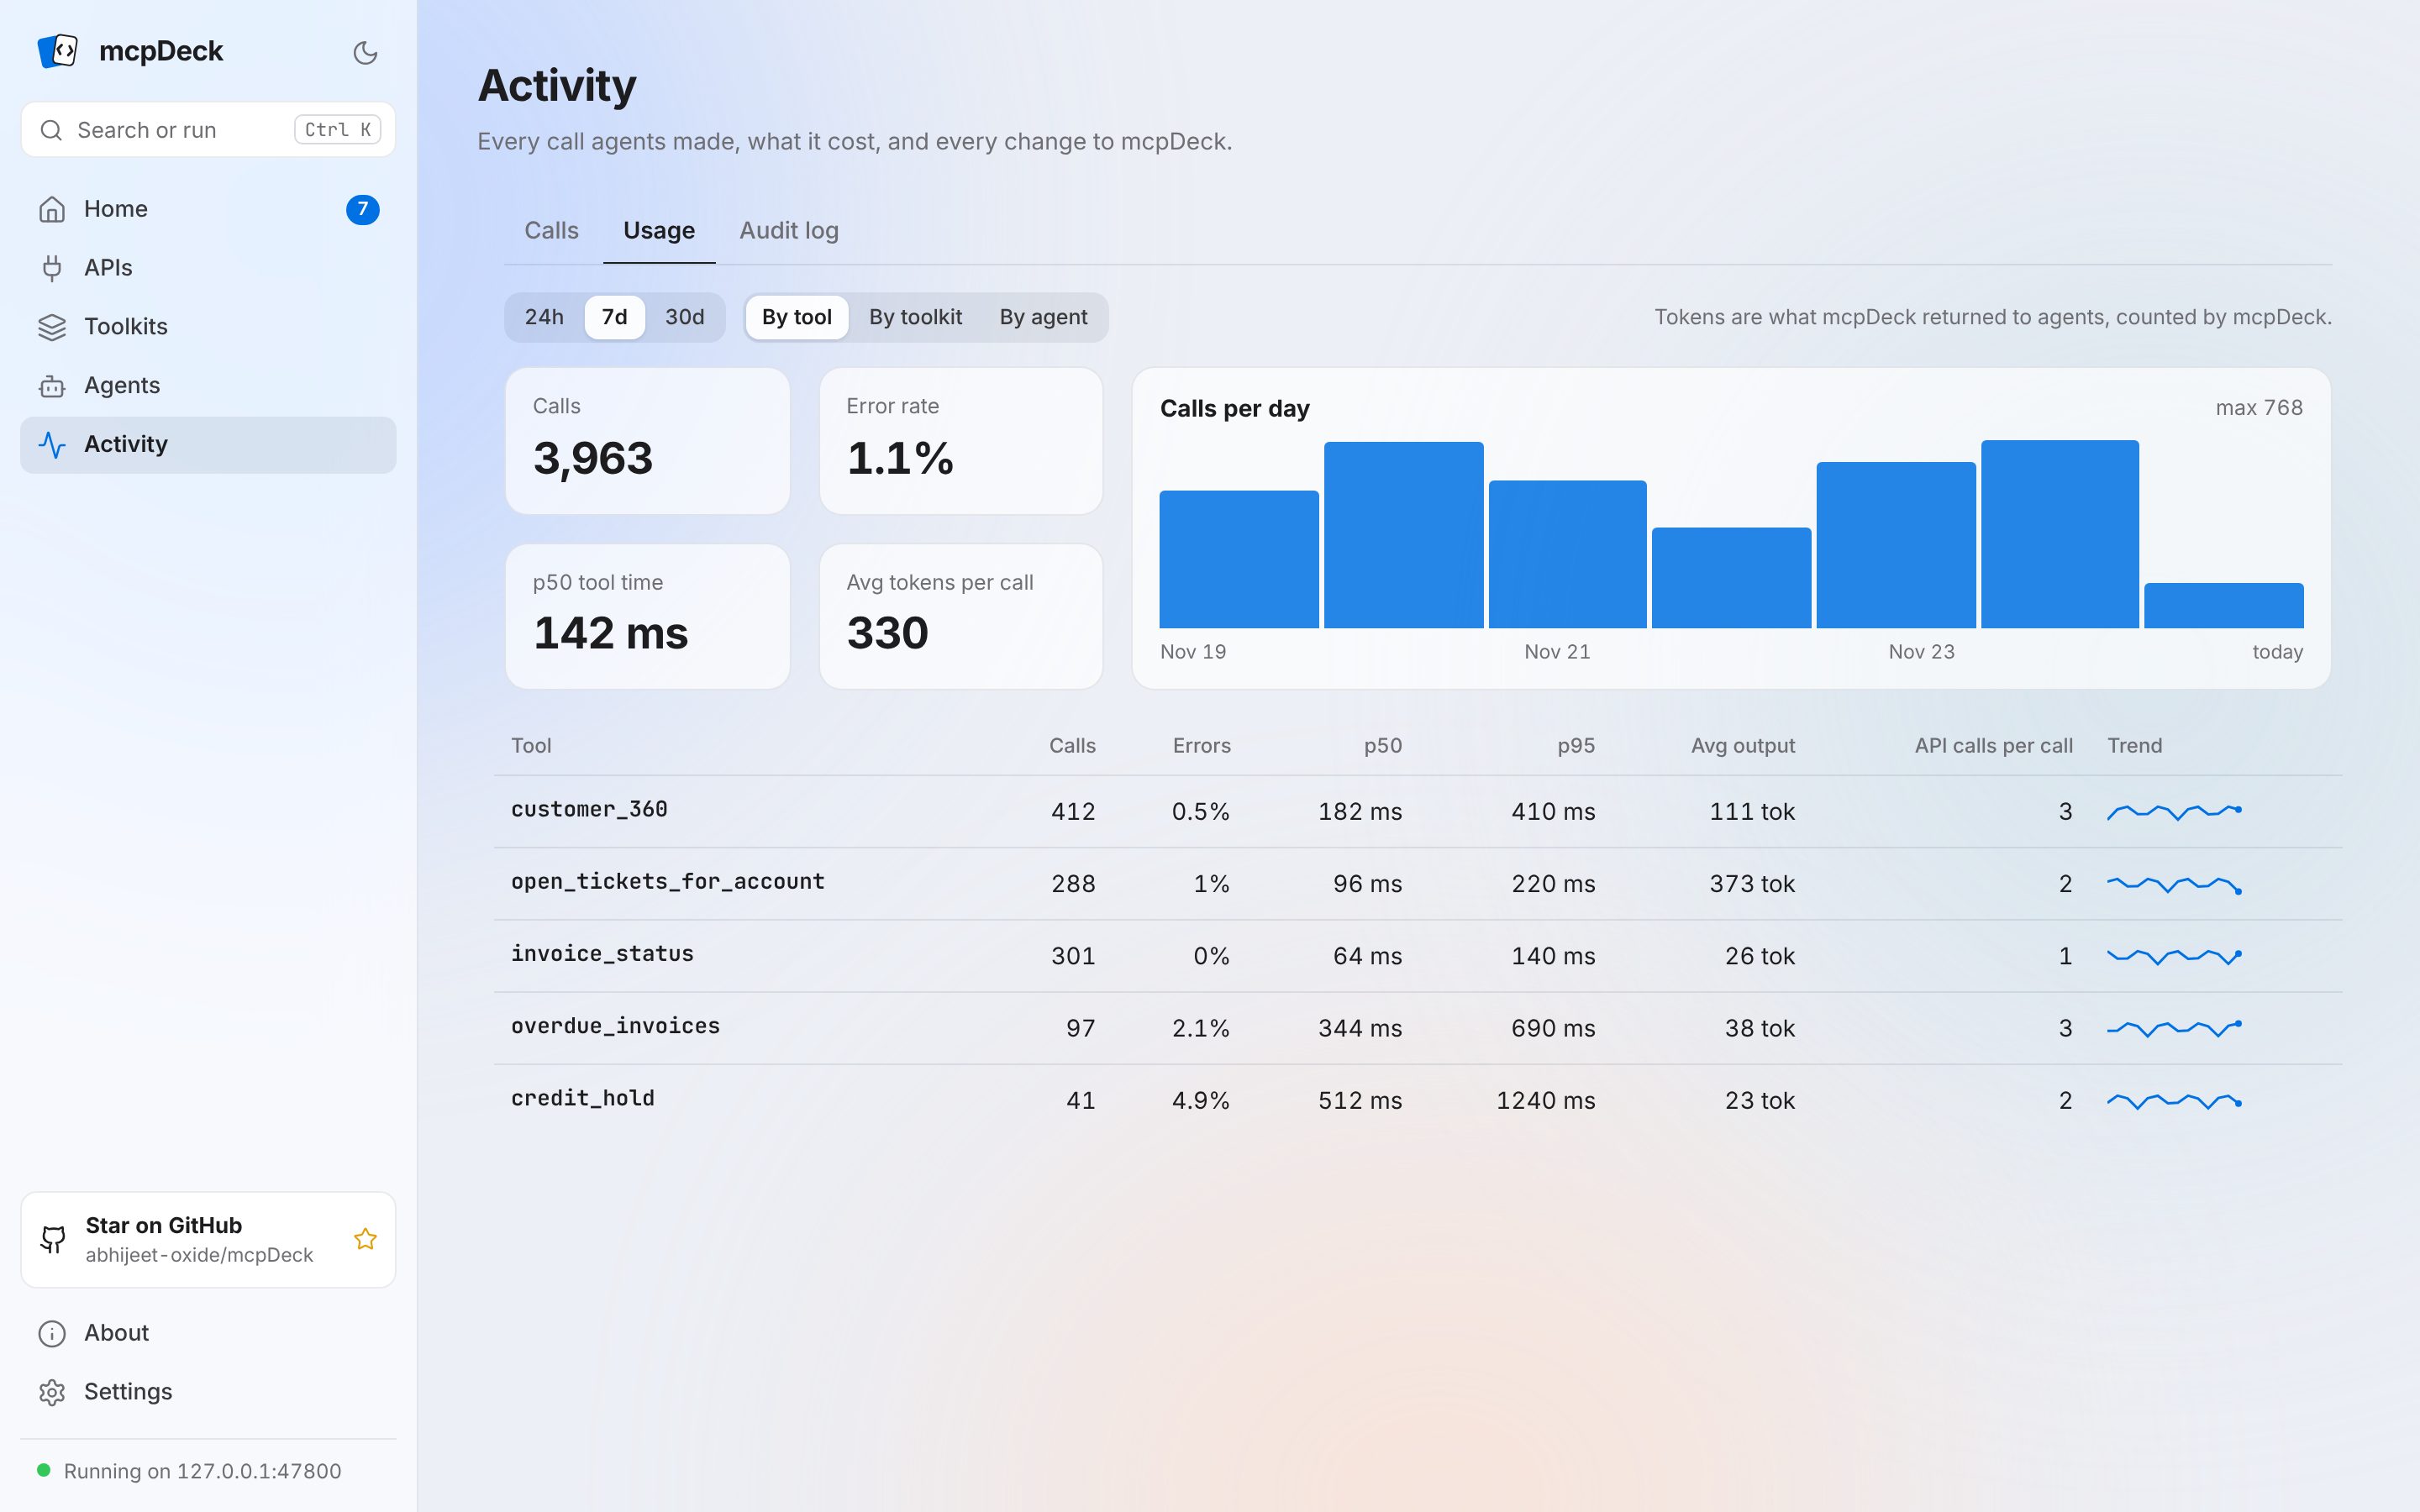 mcpDeck
Search or run
Ctrl K
Home
7
APIs
Toolkits
Agents
Activity
Star on GitHub
abhijeet-oxide/mcpDeck
About
Settings
Running on 127.0.0.1:47800
Activity
Every call agents made, what it cost, and every change to mcpDeck.
Calls Usage Audit log
24h 7d 30d By tool By toolkit By agent
Tokens are what mcpDeck returned to agents, counted by mcpDeck.
Calls
3,963
Error rate
1.1%
p50 tool time
142 ms
Avg tokens per call
330
Calls per day
max 768
Nov 19 Nov 21 Nov 23 today
Tool Calls Errors p50 p95 Avg output API calls per call Trend
customer_360 412 0.5% 182 ms 410 ms 111 tok 3
open_tickets_for_account 288 1% 96 ms 220 ms 373 tok 2
invoice_status 301 0% 64 ms 140 ms 26 tok 1
overdue_invoices 97 2.1% 344 ms 690 ms 38 tok 3
credit_hold 41 4.9% 512 ms 1240 ms 23 tok 2